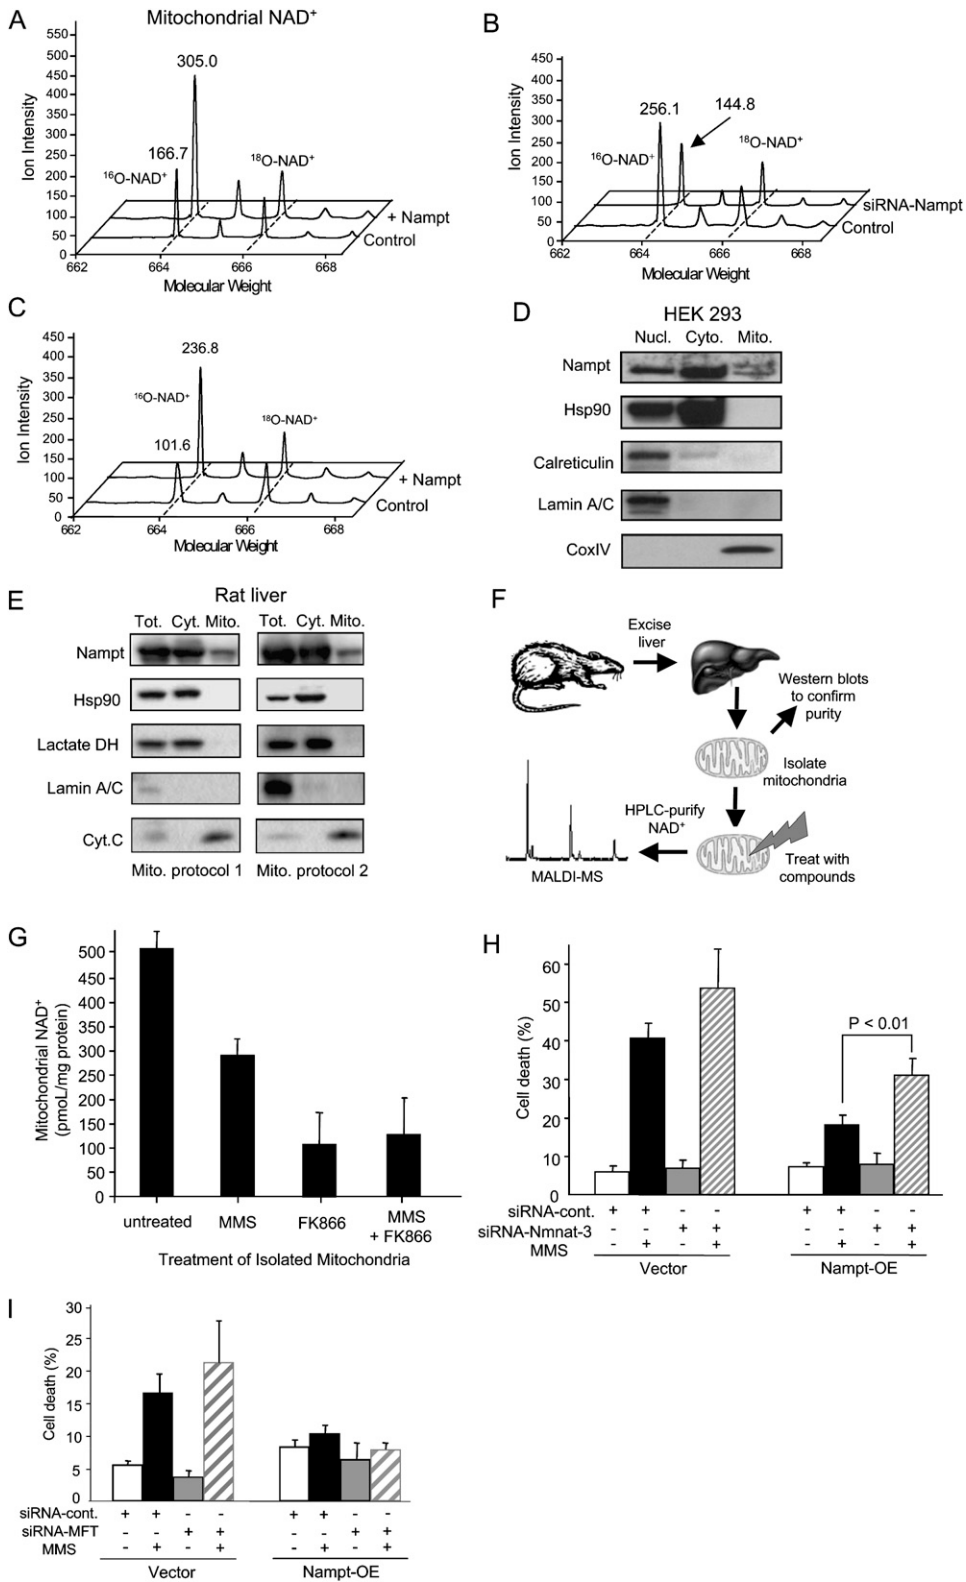 A
Mitochondrial NAD⁺
Ion Intensity
550
500
450
400
350
300
250
200
150
100
50
0
305.0
166.7
¹⁶O-NAD⁺
¹⁸O-NAD⁺
+ Nampt
Control
662
664
666
668
Molecular Weight
B
Ion Intensity
450
400
350
300
250
200
150
100
50
0
256.1
144.8
¹⁶O-NAD⁺
¹⁸O-NAD⁺
siRNA-Nampt
Control
662
664
666
668
Molecular Weight
C
Ion Intensity
450
400
350
300
250
200
150
100
50
0
236.8
¹⁶O-NAD⁺
¹⁸O-NAD⁺
101.6
+ Nampt
Control
662
664
666
668
Molecular Weight
D
HEK 293
Nucl. Cyto. Mito.
Nampt
Hsp90
Calreticulin
Lamin A/C
CoxIV
E
Rat liver
Tot. Cyt. Mito. Tot. Cyt. Mito.
Nampt
Hsp90
Lactate DH
Lamin A/C
Cyt.C
Mito. protocol 1 Mito. protocol 2
F
Excise
liver
Western blots
to confirm
purity
Isolate
mitochondria
HPLC-purify
NAD⁺
Treat with
compounds
MALDI-MS
G
Mitochondrial NAD⁺
(pmoL/mg protein)
500
450
400
350
300
250
200
150
100
50
0
untreated MMS FK866 MMS
+ FK866
Treatment of Isolated Mitochondria
H
Cell death (%)
60
50
40
30
20
10
0
P < 0.01
siRNA-cont. + + - - + + - -
siRNA-Nmnat-3 - - + + - - + +
MMS - + - + - + - +
Vector Nampt-OE
I
Cell death (%)
30
25
20
15
10
5
0
siRNA-cont. + + - - + + - -
siRNA-MFT - - + + - - + +
MMS - + - + - + - +
Vector Nampt-OE